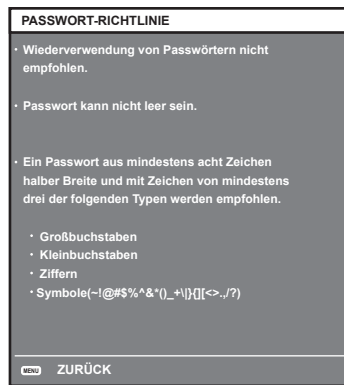 PASSWORT-RICHTLINIE
・Wiederverwendung von Passwörtern nicht
empfohlen.
・Passwort kann nicht leer sein.
・Ein Passwort aus mindestens acht Zeichen
halber Breite und mit Zeichen von mindestens
drei der folgenden Typen werden empfohlen.
・Großbuchstaben
・Kleinbuchstaben
・Ziffern
・Symbole(~!@#$%^&*()_+\|}{][<>.,/?)
MENU ZURÜCK